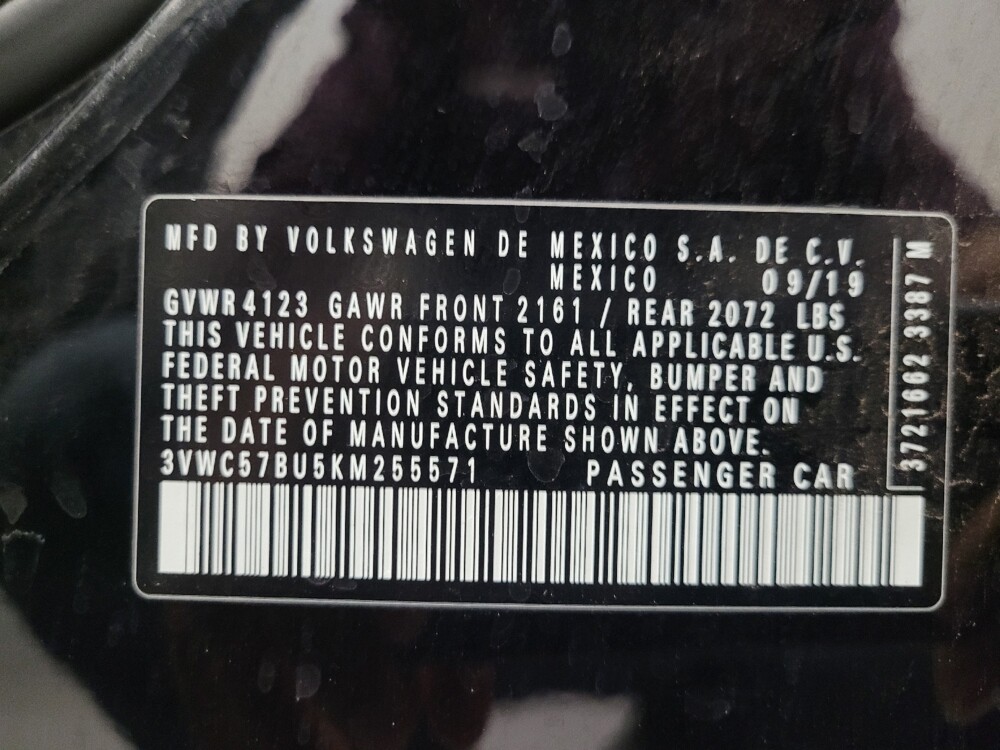 MFD BY VOLKSWAGEN DE MEXICO S.A. DE C.V.
MEXICO 09/19
GVWR 4123 GAWR FRONT 2161 / REAR 2072 LBS
THIS VEHICLE CONFORMS TO ALL APPLICABLE U.S.
FEDERAL MOTOR VEHICLE SAFETY, BUMPER AND
THEFT PREVENTION STANDARDS IN EFFECT ON
THE DATE OF MANUFACTURE SHOWN ABOVE.
3VWC57BU5KM255571 PASSENGER CAR
3721662 3387 M